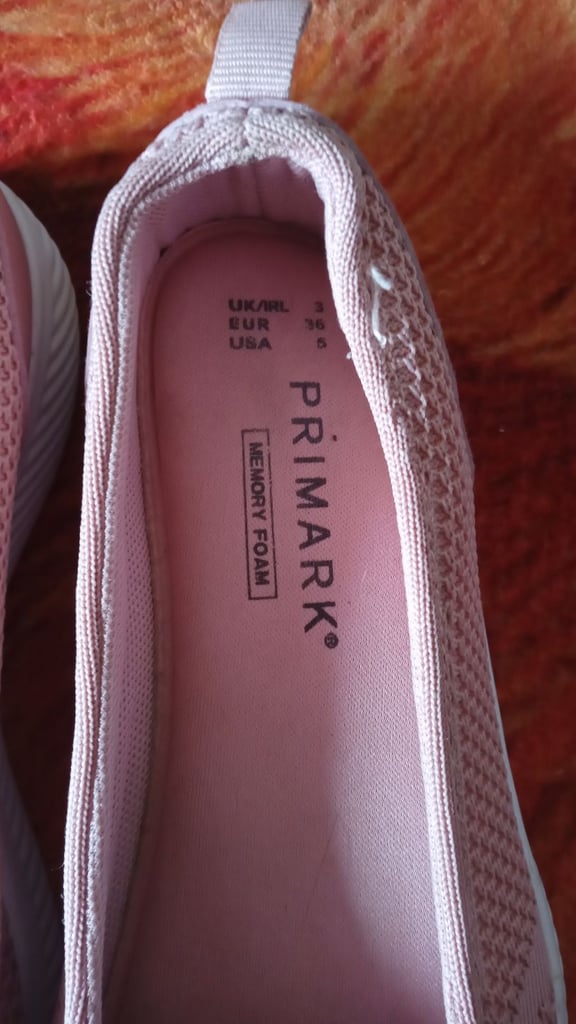 UK/IRL 3
EUR 36
USA 5
PRIMARK®
MEMORY FOAM